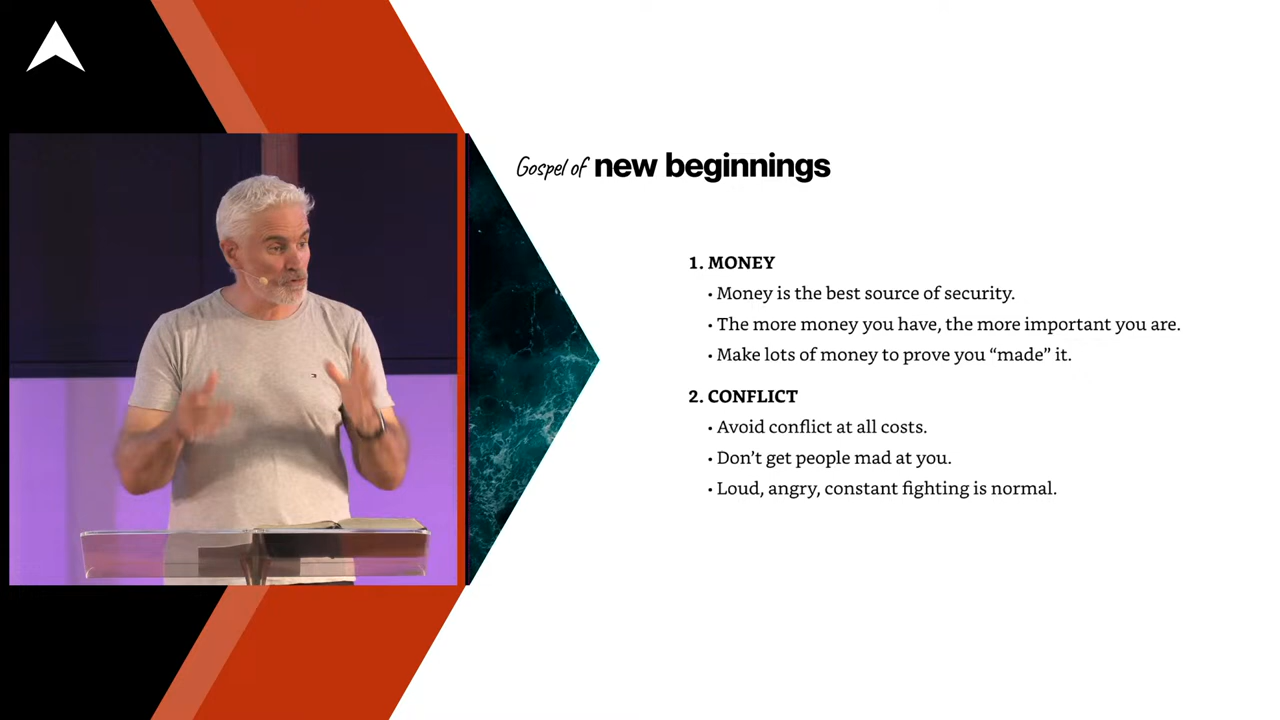 Gospel of new beginnings
1. MONEY
• Money is the best source of security.
• The more money you have, the more important you are.
• Make lots of money to prove you “made” it.
2. CONFLICT
• Avoid conflict at all costs.
• Don’t get people mad at you.
• Loud, angry, constant fighting is normal.